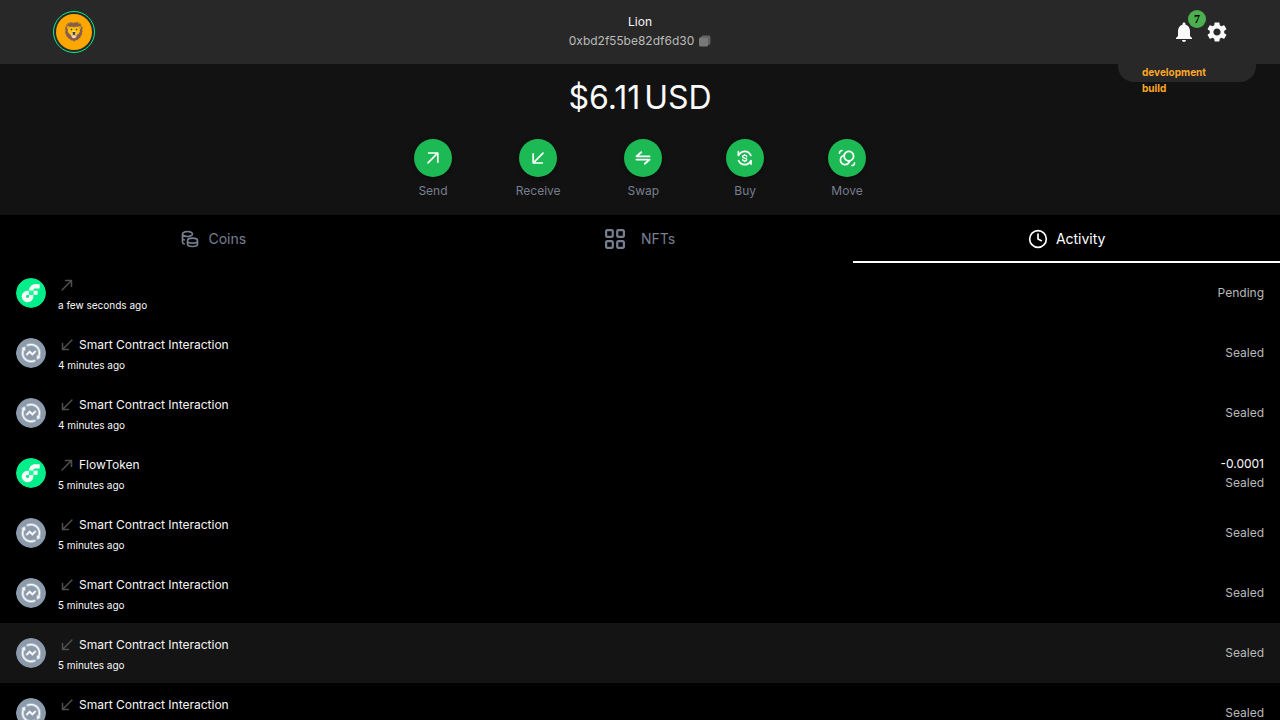 Lion
0xbd2f55be82df6d30
7
development
build
$6.11 USD
Send
Receive
Swap
Buy
Move
Coins
NFTs
Activity
a few seconds ago
Pending
Smart Contract Interaction
4 minutes ago
Sealed
Smart Contract Interaction
4 minutes ago
Sealed
FlowToken
5 minutes ago
-0.0001
Sealed
Smart Contract Interaction
5 minutes ago
Sealed
Smart Contract Interaction
5 minutes ago
Sealed
Smart Contract Interaction
5 minutes ago
Sealed
Smart Contract Interaction
Sealed